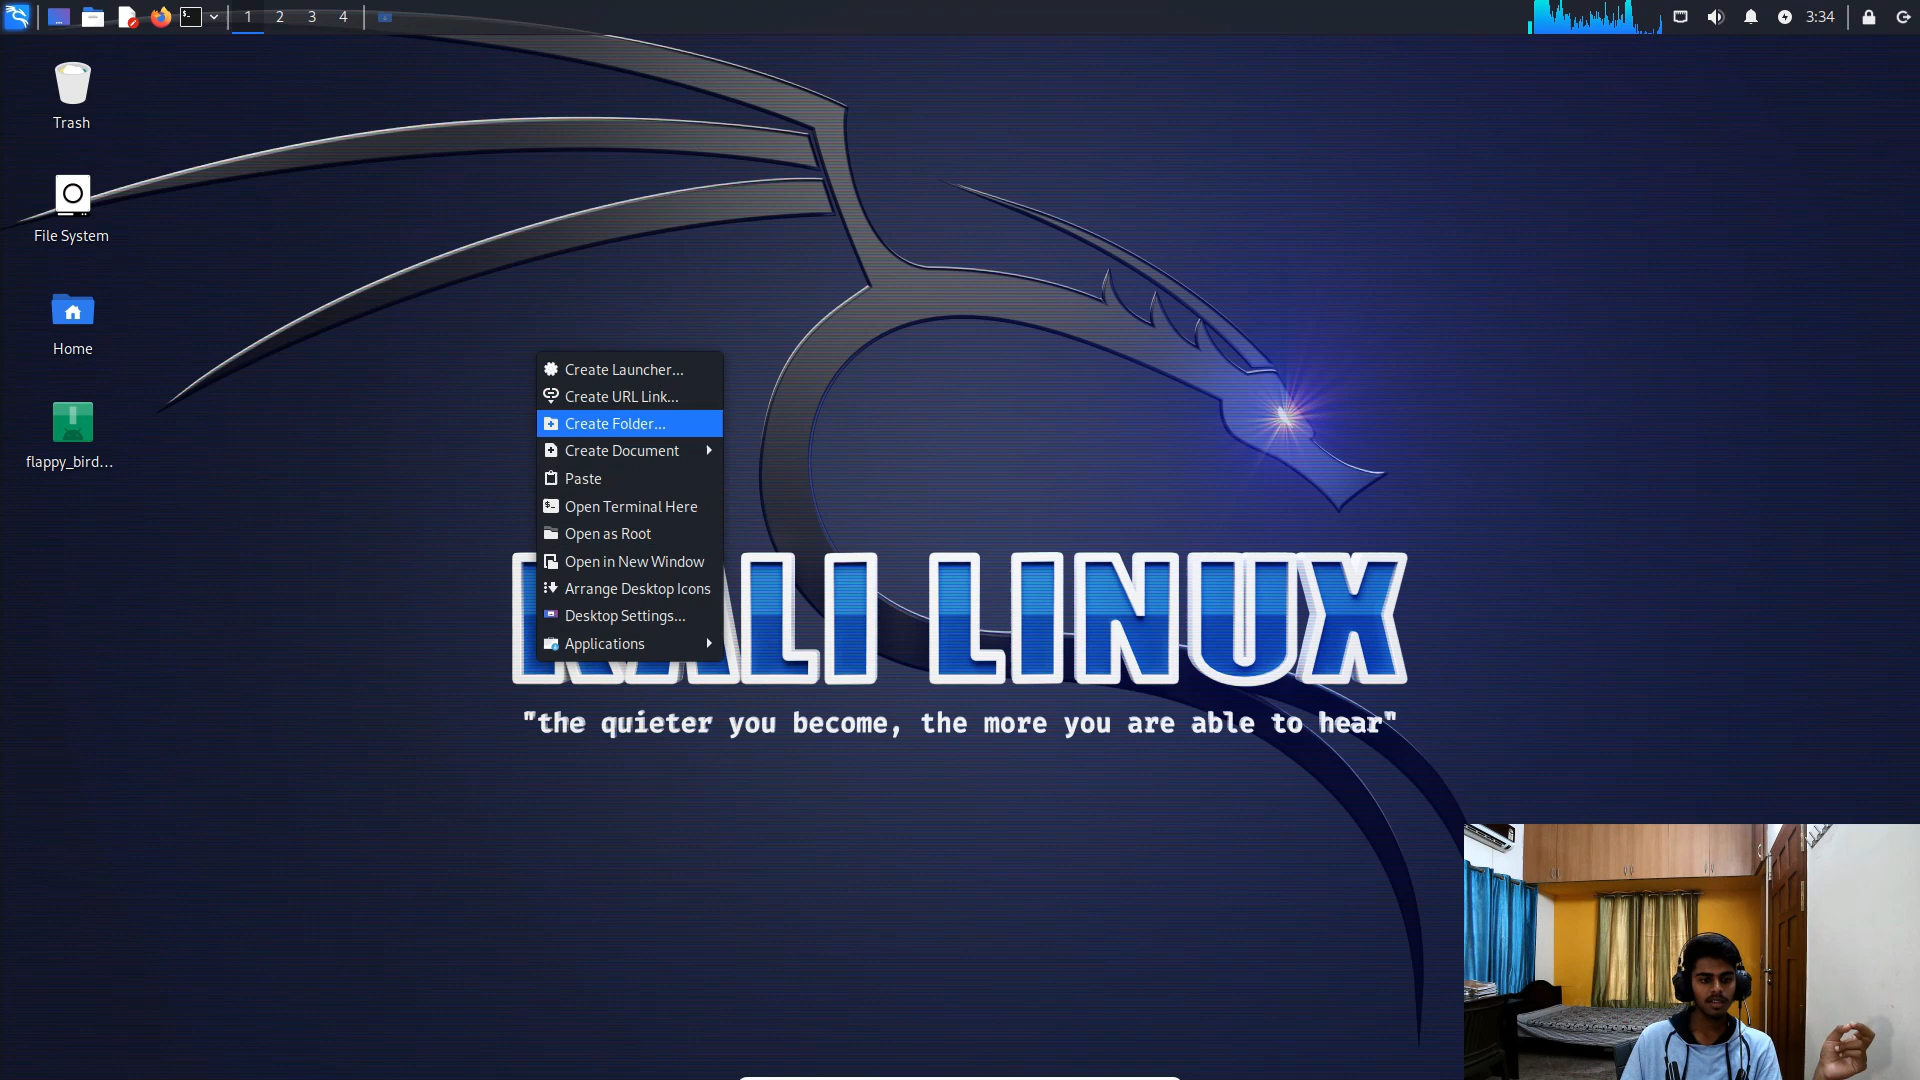 1 2 3 4
3:34
Trash
File System
Home
flappy_bird...
Create Launcher...
Create URL Link...
Create Folder...
Create Document
Paste
Open Terminal Here
Open as Root
Open in New Window
Arrange Desktop Icons
Desktop Settings...
Applications
KALI LINUX
"the quieter you become, the more you are able to hear"